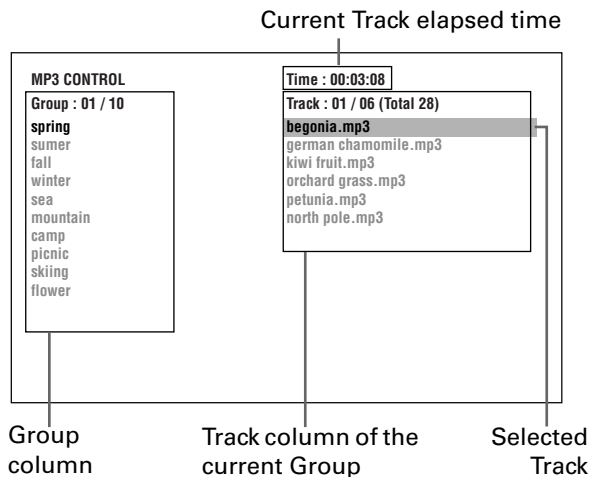 Current Track elapsed time
MP3 CONTROL
Time : 00:03:08
Group : 01 / 10
spring
sumer
fall
winter
sea
mountain
camp
picnic
skiing
flower
Track : 01 / 06 (Total 28)
begonia.mp3
german chamomile.mp3
kiwi fruit.mp3
orchard grass.mp3
petunia.mp3
north pole.mp3
Group
column
Track column of the
current Group
Selected
Track